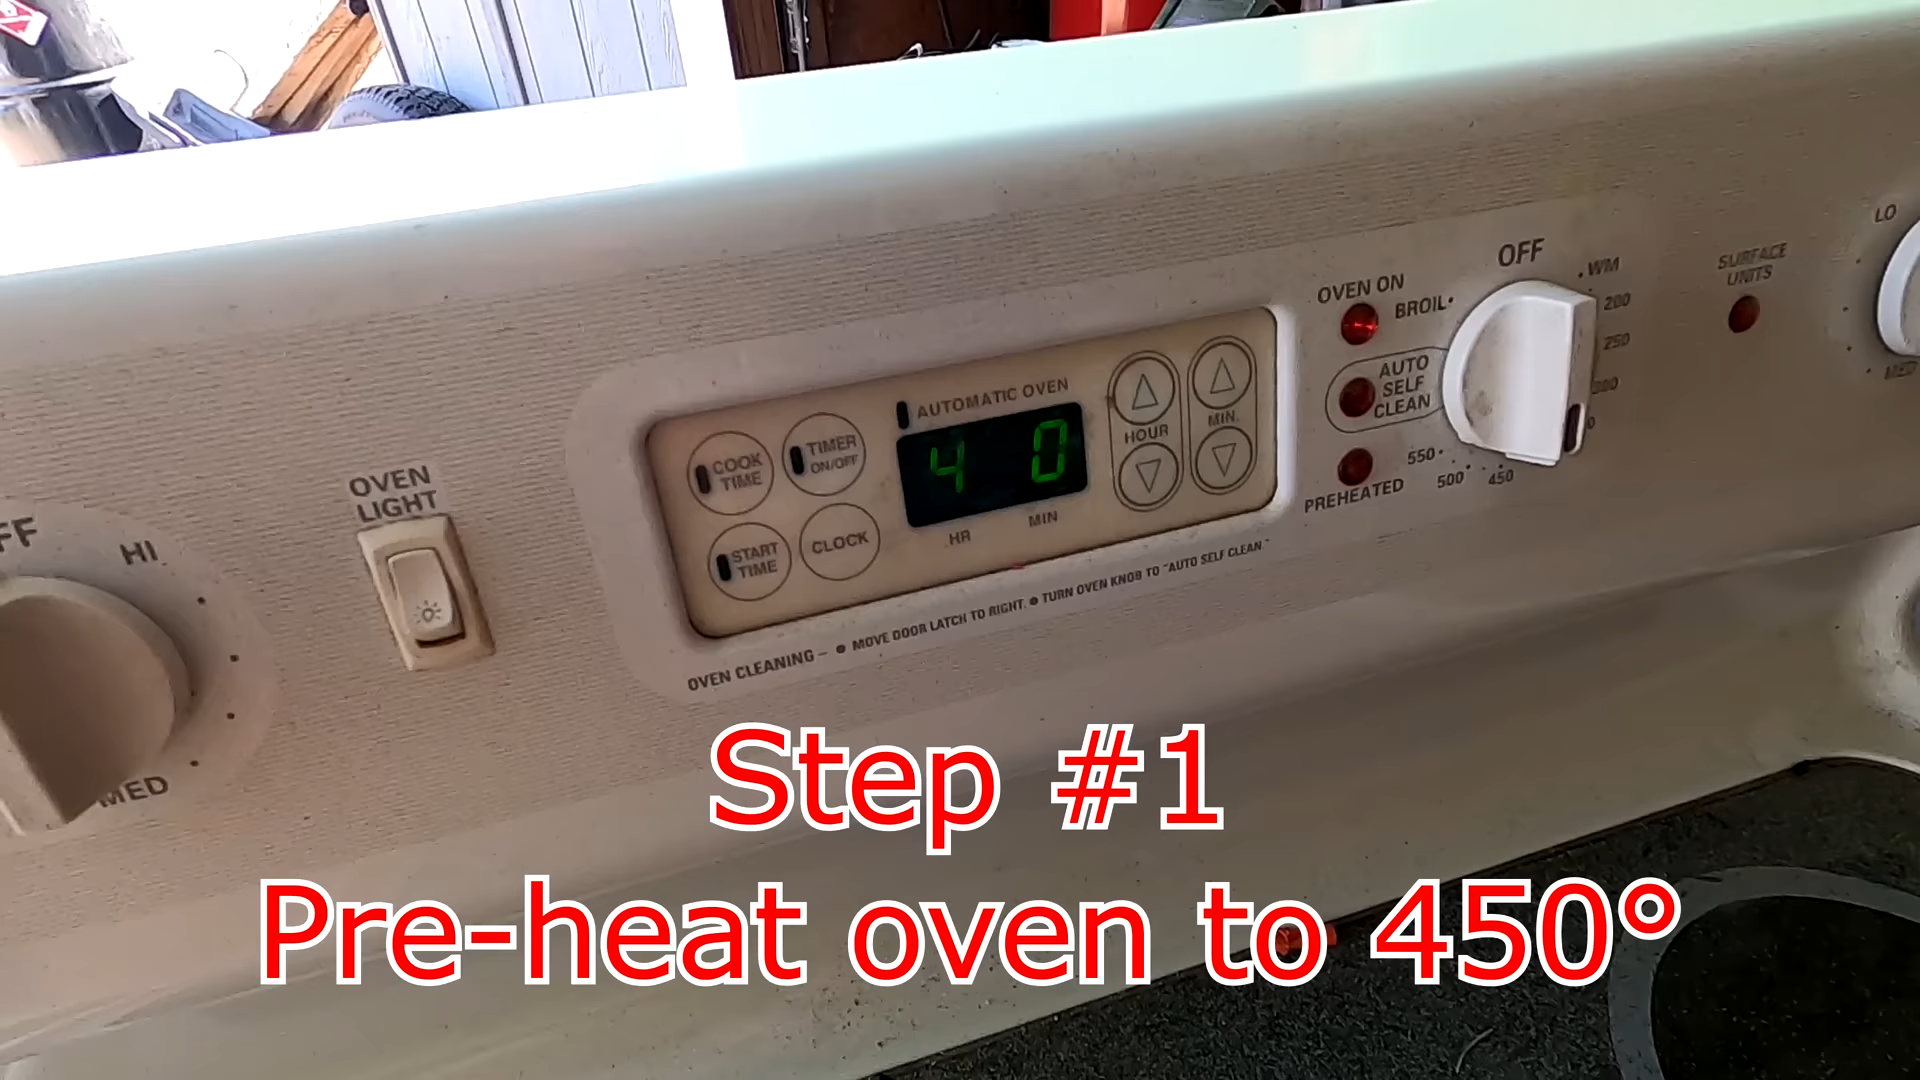 OFF
WM
LO
OVEN ON
BROIL
200
SURFACE
UNITS
250
AUTO
SELF
CLEAN
MED
AUTOMATIC OVEN
4 0
HOUR
MIN.
COOK
TIME
TIMER
ON/OFF
550
500
450
PREHEATED
OVEN
LIGHT
HI
START
TIME
CLOCK
HR
MIN
OVEN CLEANING – ● MOVE DOOR LATCH TO RIGHT. ● TURN OVEN KNOB TO "AUTO SELF CLEAN."
MED
Step #1
Pre-heat oven to 450°